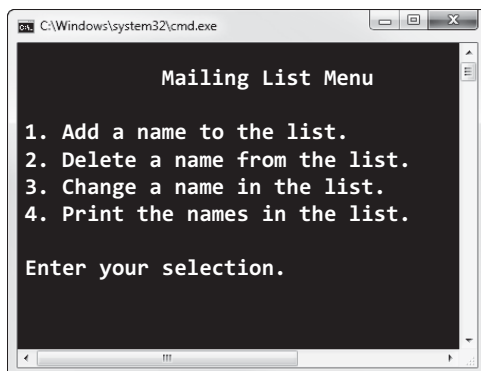 C:\Windows\system32\cmd.exe
Mailing List Menu
1. Add a name to the list.
2. Delete a name from the list.
3. Change a name in the list.
4. Print the names in the list.
Enter your selection.